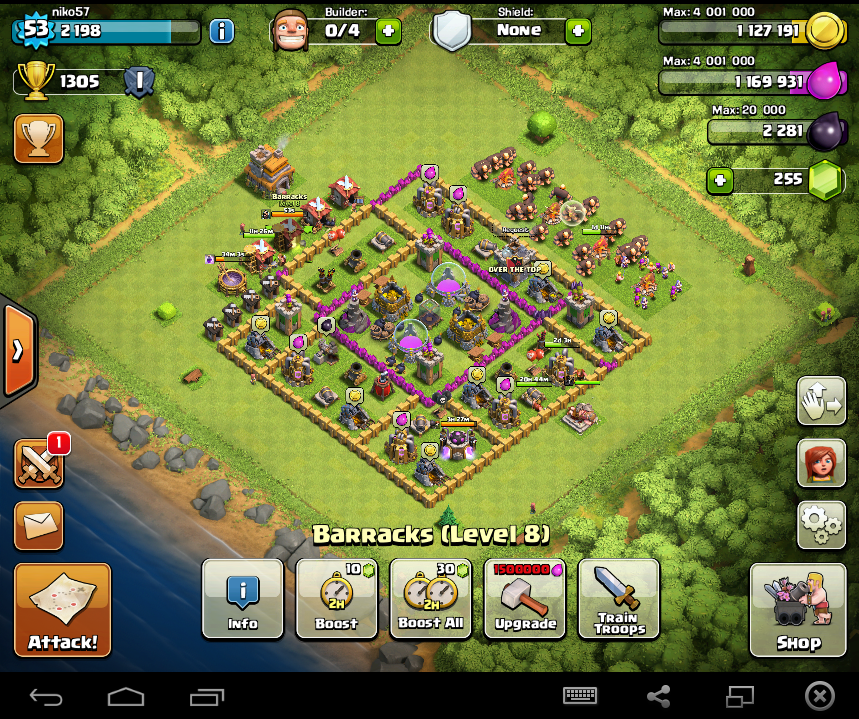 niko57
53
2 198
Builder:
0/4
Shield:
None
Max: 4 001 000
1 127 191
1305
Max: 4 001 000
1 169 931
Max: 20 000
2 281
255
Barracks
OVER THE TOP
1
Barracks (Level 8)
Info
10
2H
Boost
30
2H
Boost All
1500000
Upgrade
Train
Troops
Attack!
Shop